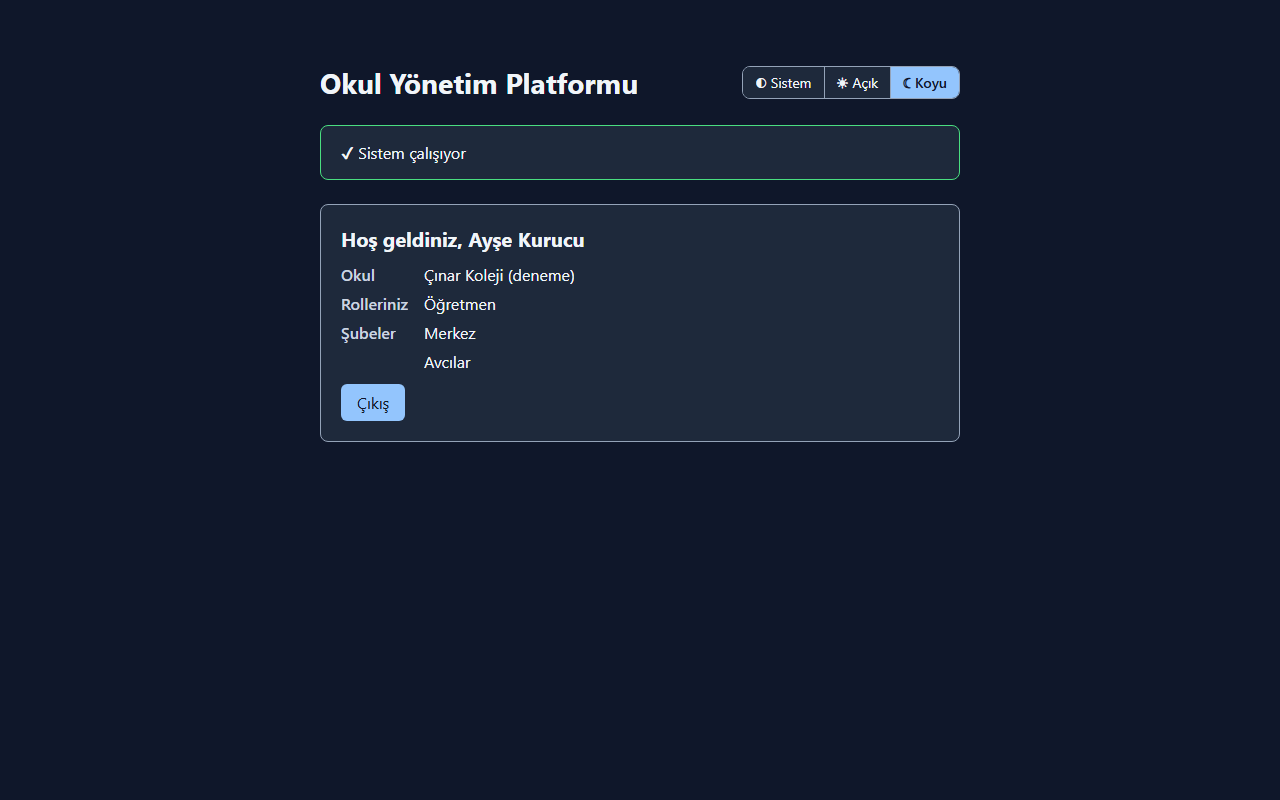 Okul Yönetim Platformu
◐ Sistem ☀ Açık ☾ Koyu
✔ Sistem çalışıyor
Hoş geldiniz, Ayşe Kurucu
Okul Çınar Koleji (deneme)
Rolleriniz Öğretmen
Şubeler Merkez
Avcılar
Çıkış